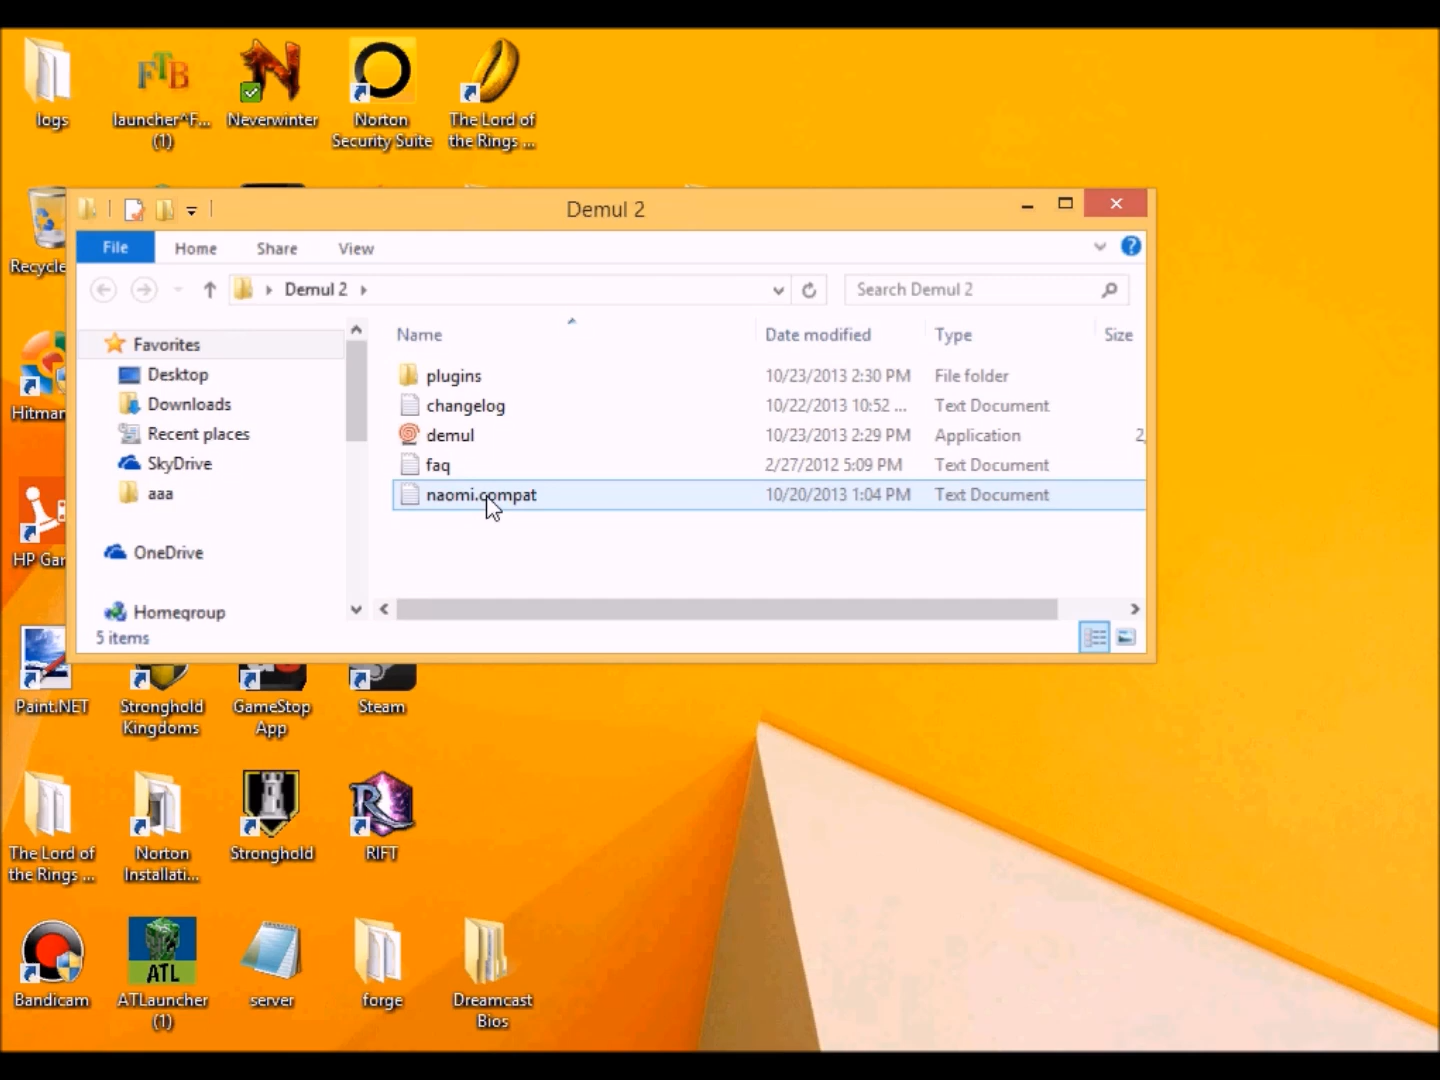 logs
launcher^F...
(1)
Neverwinter
Norton
Security Suite
The Lord of
the Rings ...
FTB
Demul 2
File
Home
Share
View
Demul 2
Search Demul 2
Name
Date modified
Type
Size
Favorites
Desktop
Downloads
Recent places
SkyDrive
aaa
OneDrive
Homegroup
plugins 10/23/2013 2:30 PM File folder
changelog 10/22/2013 10:52 ... Text Document
demul 10/23/2013 2:29 PM Application 2,
faq 2/27/2012 5:09 PM Text Document
naomi.compat 10/20/2013 1:04 PM Text Document
5 items
Recycle
Hitman
HP Gar
Paint.NET
Stronghold
Kingdoms
GameStop
App
Steam
The Lord of
the Rings ...
Norton
Installati...
Stronghold
RIFT
Bandicam
ATL
ATLauncher
(1)
server
forge
Dreamcast
Bios